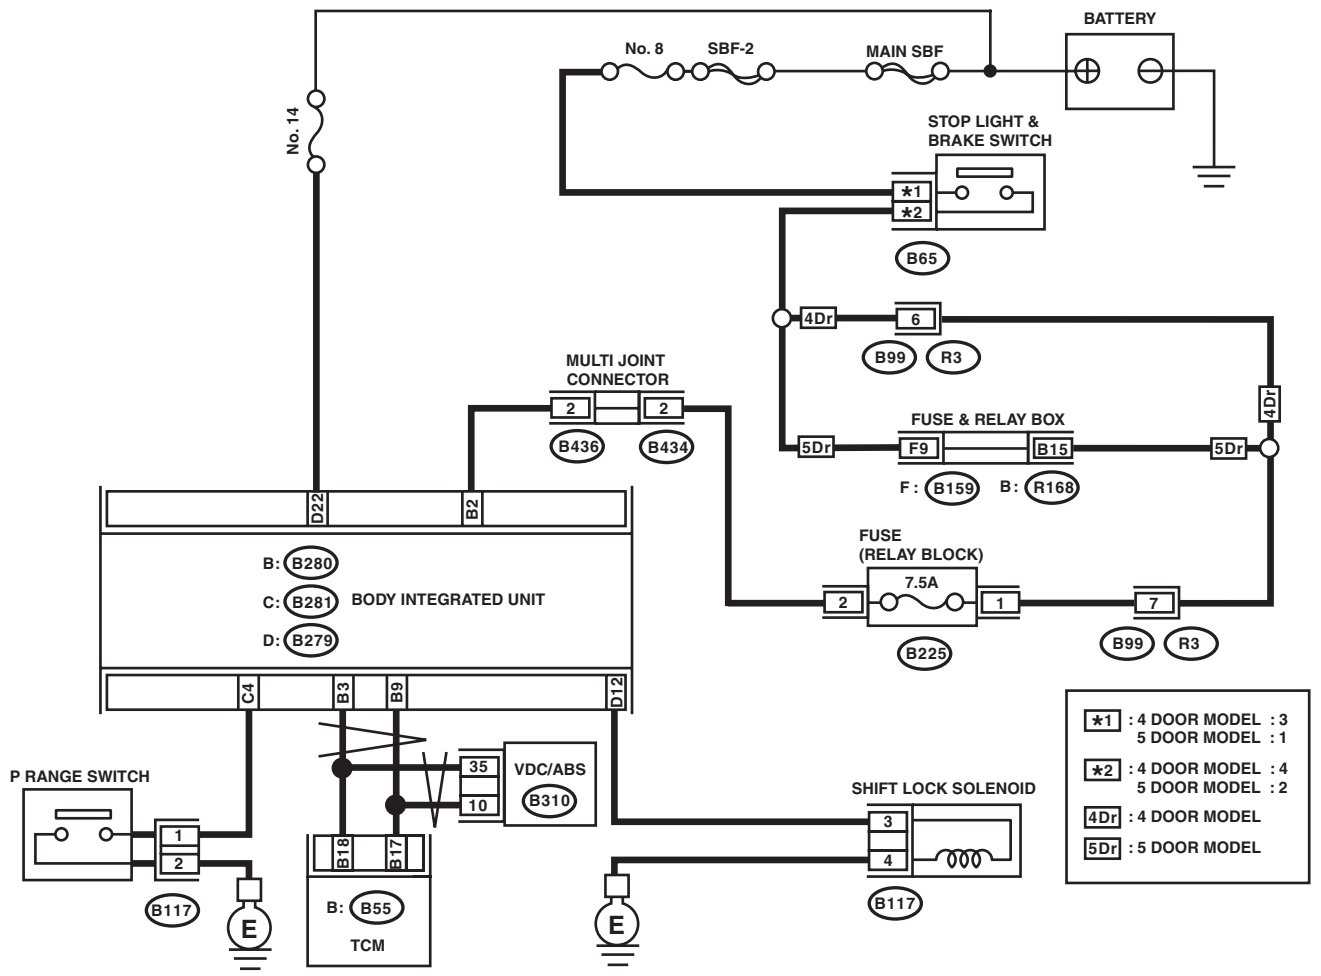 BATTERY
No. 8
SBF-2
MAIN SBF
No. 14
STOP LIGHT &
BRAKE SWITCH
*1
*2
B65
4Dr
6
B99
R3
4Dr
MULTI JOINT
CONNECTOR
2
2
B436
B434
FUSE & RELAY BOX
5Dr
F9
B15
5Dr
F:
B159
B:
R168
D22
B2
FUSE
(RELAY BLOCK)
7.5A
2
1
7
B225
B99
R3
B:
B280
C:
B281
BODY INTEGRATED UNIT
D:
B279
C4
B3
B9
D12
P RANGE SWITCH
1
2
B117
E
35
10
VDC/ABS
B310
B18
B17
B:
B55
TCM
SHIFT LOCK SOLENOID
3
4
B117
E
*1 : 4 DOOR MODEL : 3
5 DOOR MODEL : 1
*2 : 4 DOOR MODEL : 4
5 DOOR MODEL : 2
4Dr : 4 DOOR MODEL
5Dr : 5 DOOR MODEL